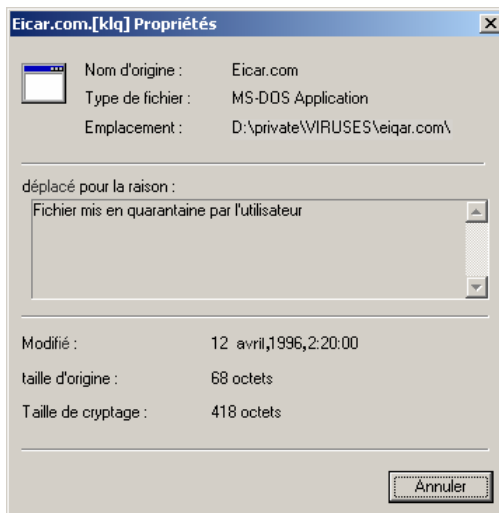 Eicar.com.[klq] Propriétés
Nom d'origine : Eicar.com
Type de fichier : MS-DOS Application
Emplacement : D:\private\VIRUSES\eiqar.com\
déplacé pour la raison :
Fichier mis en quarantaine par l'utilisateur
Modifié : 12 avril,1996,2:20:00
taille d'origine : 68 octets
Taille de cryptage : 418 octets
Annuler